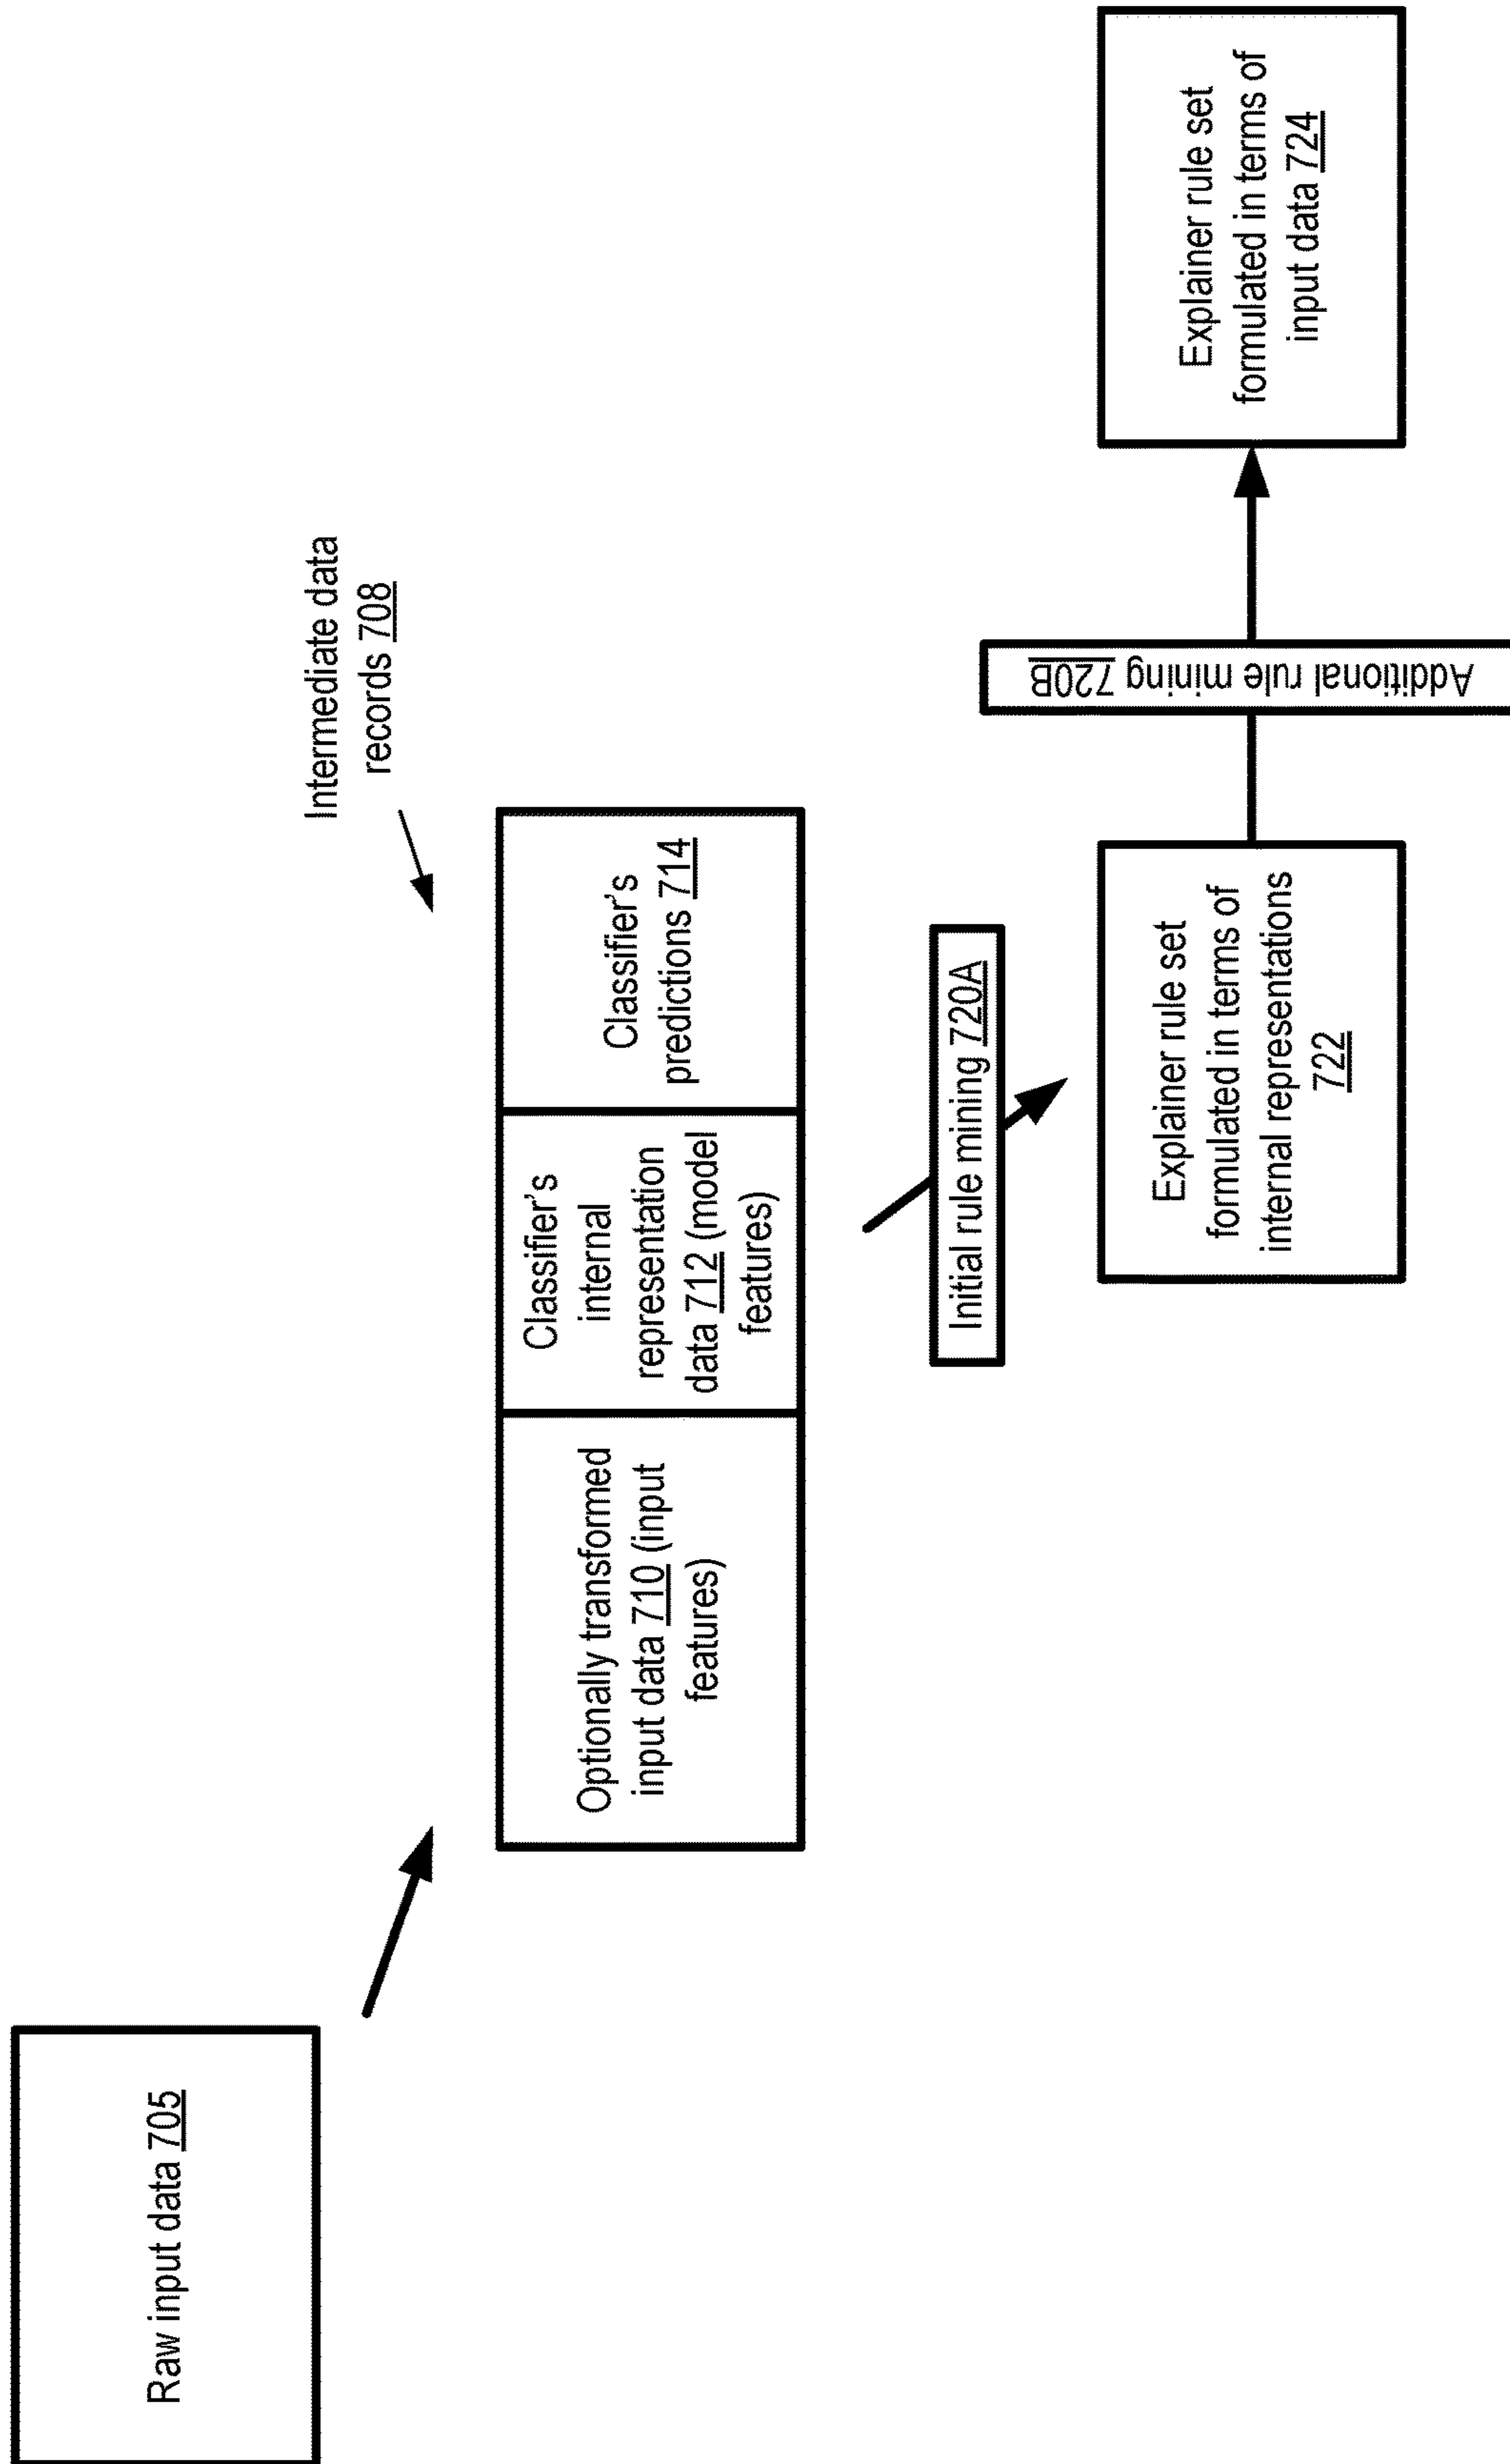 Raw input data 705
Intermediate data
records 708
Optionally transformed
input data 710 (input
features)
Classifier's
internal
representation
data 712 (model
features)
Classifier's
predictions 714
Initial rule mining 720A
Explainer rule set
formulated in terms of
internal representations
722
Additional rule mining 720B
Explainer rule set
formulated in terms of
input data 724